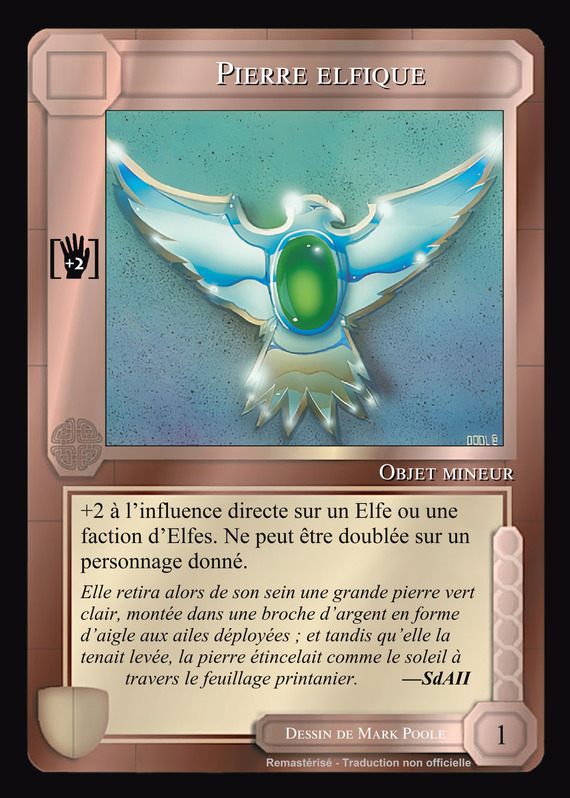 Pierre elfique
[+2]
POOLE
Objet mineur
+2 à l'influence directe sur un Elfe ou une
faction d'Elfes. Ne peut être doublée sur un
personnage donné.
Elle retira alors de son sein une grande pierre vert
clair, montée dans une broche d'argent en forme
d'aigle aux ailes déployées ; et tandis qu'elle la
tenait levée, la pierre étincelait comme le soleil à
travers le feuillage printanier. —SdAII
Dessin de Mark Poole
1
Remastérisé - Traduction non officielle